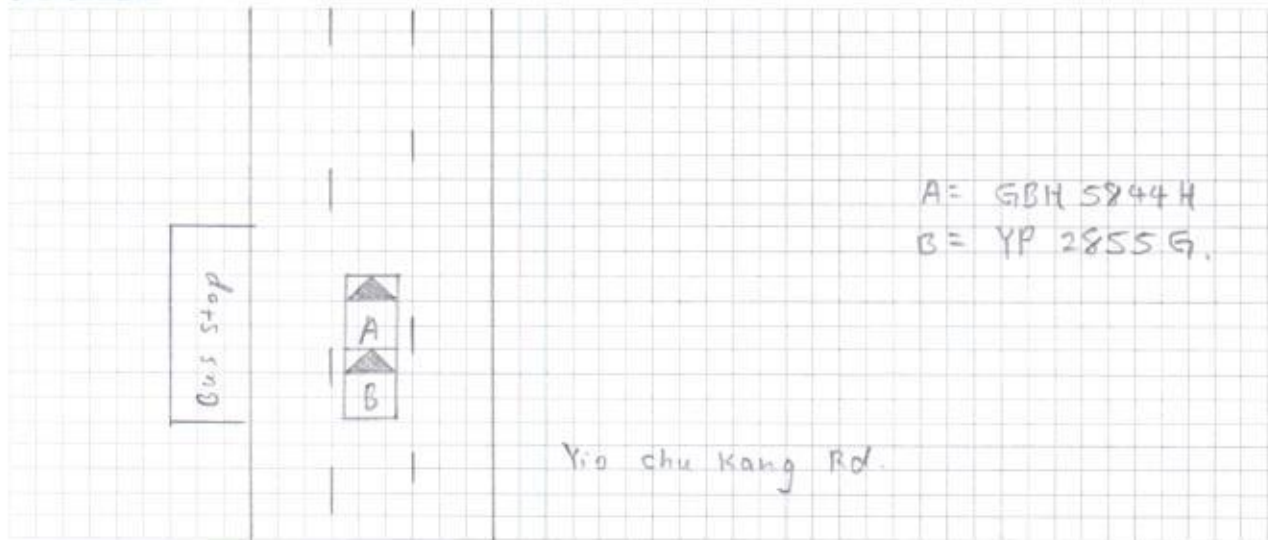 A = GBH 5844 H
B = YP 2855 G.
Bus Stop
A
B
Yio chu Kang Rd.